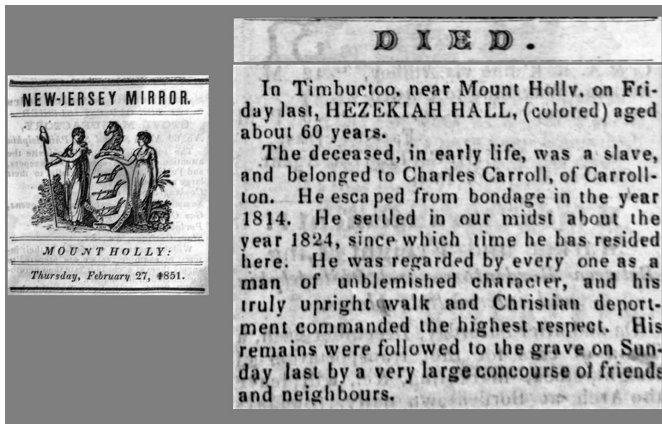 NEW-JERSEY MIRROR.
MOUNT HOLLY:
Thursday, February 27, 1851.
DIED.
In Timbuctoo, near Mount Holly, on Fri-
day last, HEZEKIAH HALL, (colored) aged
about 60 years.
The deceased, in early life, was a slave,
and belonged to Charles Carroll, of Carroll-
ton. He escaped from bondage in the year
1814. He settled in our midst about the
year 1824, since which time he has resided
here. He was regarded by every one as a
man of unblemished character, and his
truly upright walk and Christian deport-
ment commanded the highest respect. His
remains were followed to the grave on Sun-
day last by a very large concourse of friends
and neighbours.